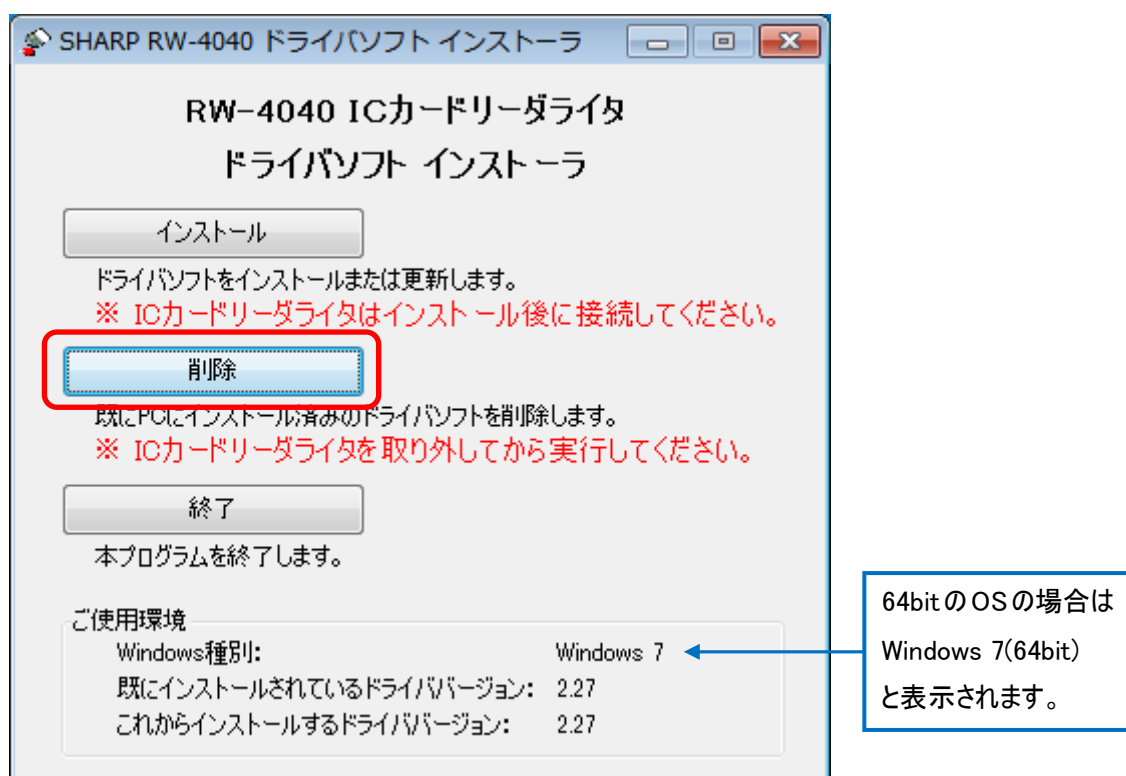 SHARP RW-4040 ドライバソフト インストーラ
RW-4040 ICカードリーダライタ
ドライバソフト インストーラ
インストール
ドライバソフトをインストールまたは更新します。
※ ICカードリーダライタはインストール後に接続してください。
削除
既にPCにインストール済みのドライバソフトを削除します。
※ ICカードリーダライタを取り外してから実行してください。
終了
本プログラムを終了します。
ご使用環境
Windows種別: Windows 7
既にインストールされているドライババージョン: 2.27
これからインストールするドライババージョン: 2.27
64bitのOSの場合は
Windows 7(64bit)
と表示されます。